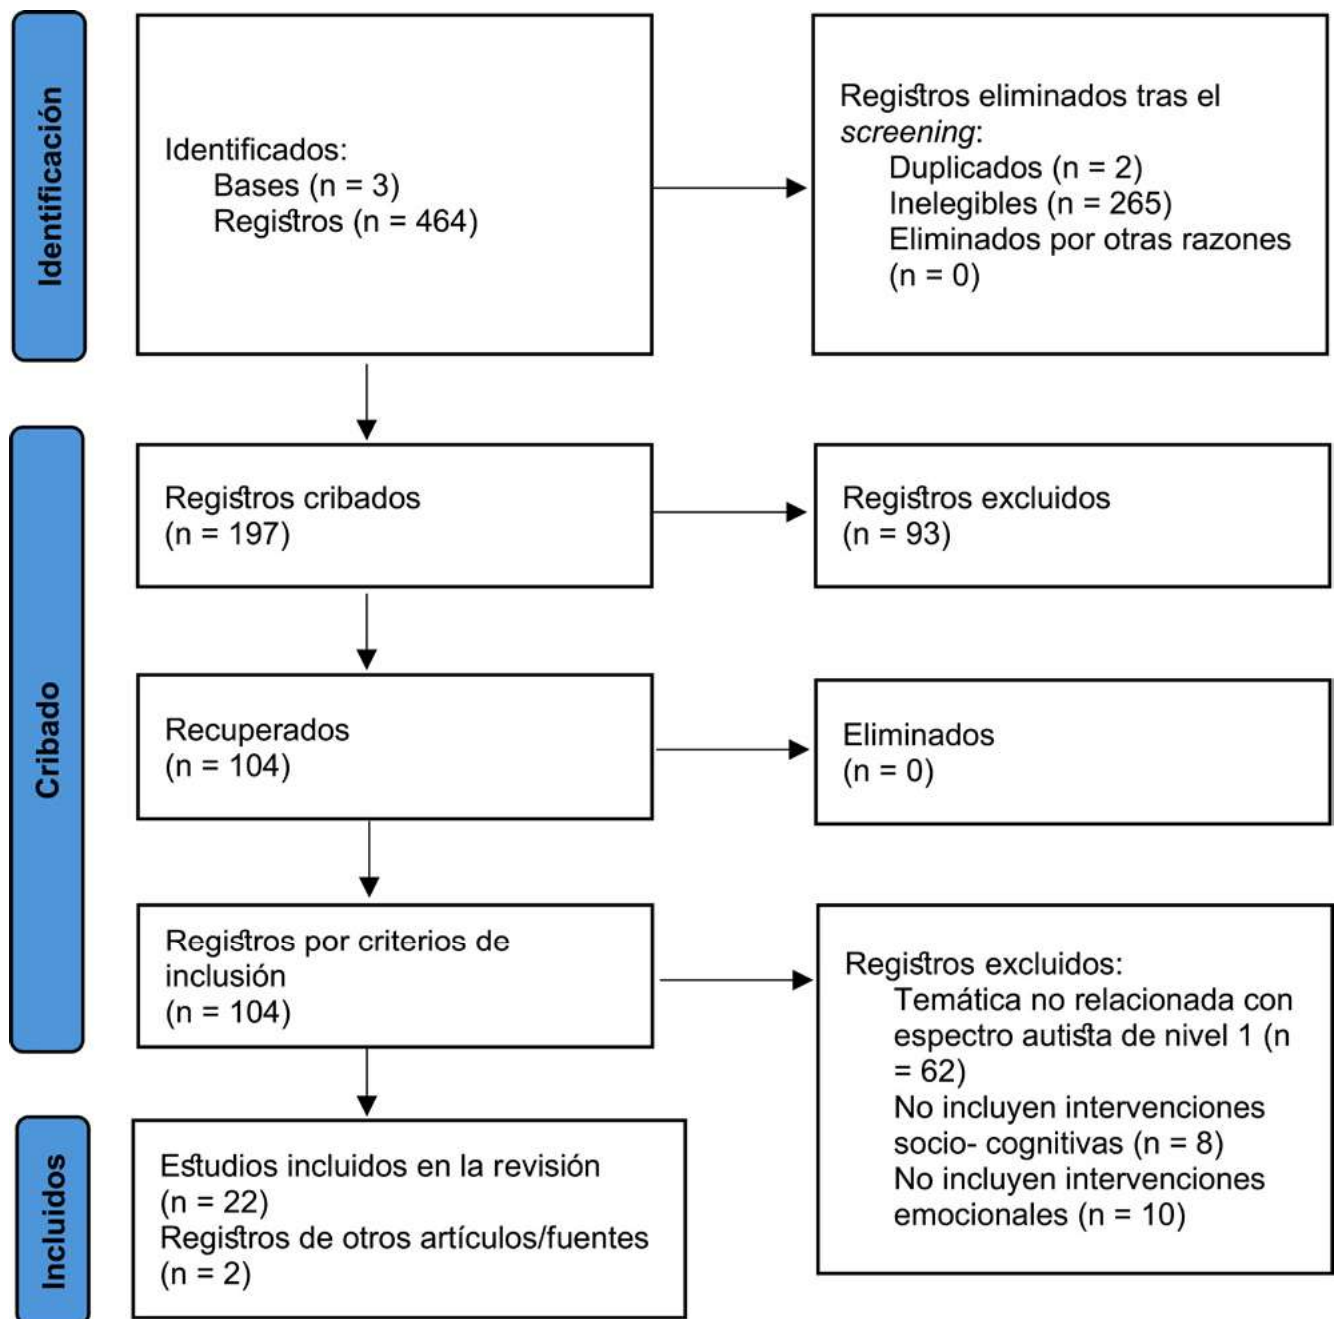 Identificación
Identificados:
Bases (n = 3)
Registros (n = 464)
Registros eliminados tras el
screening:
Duplicados (n = 2)
Inelegibles (n = 265)
Eliminados por otras razones
(n = 0)
Cribado
Registros cribados
(n = 197)
Registros excluidos
(n = 93)
Recuperados
(n = 104)
Eliminados
(n = 0)
Registros por criterios de
inclusión
(n = 104)
Registros excluidos:
Temática no relacionada con
espectro autista de nivel 1 (n
= 62)
No incluyen intervenciones
socio- cognitivas (n = 8)
No incluyen intervenciones
emocionales (n = 10)
Incluidos
Estudios incluidos en la revisión
(n = 22)
Registros de otros artículos/fuentes
(n = 2)